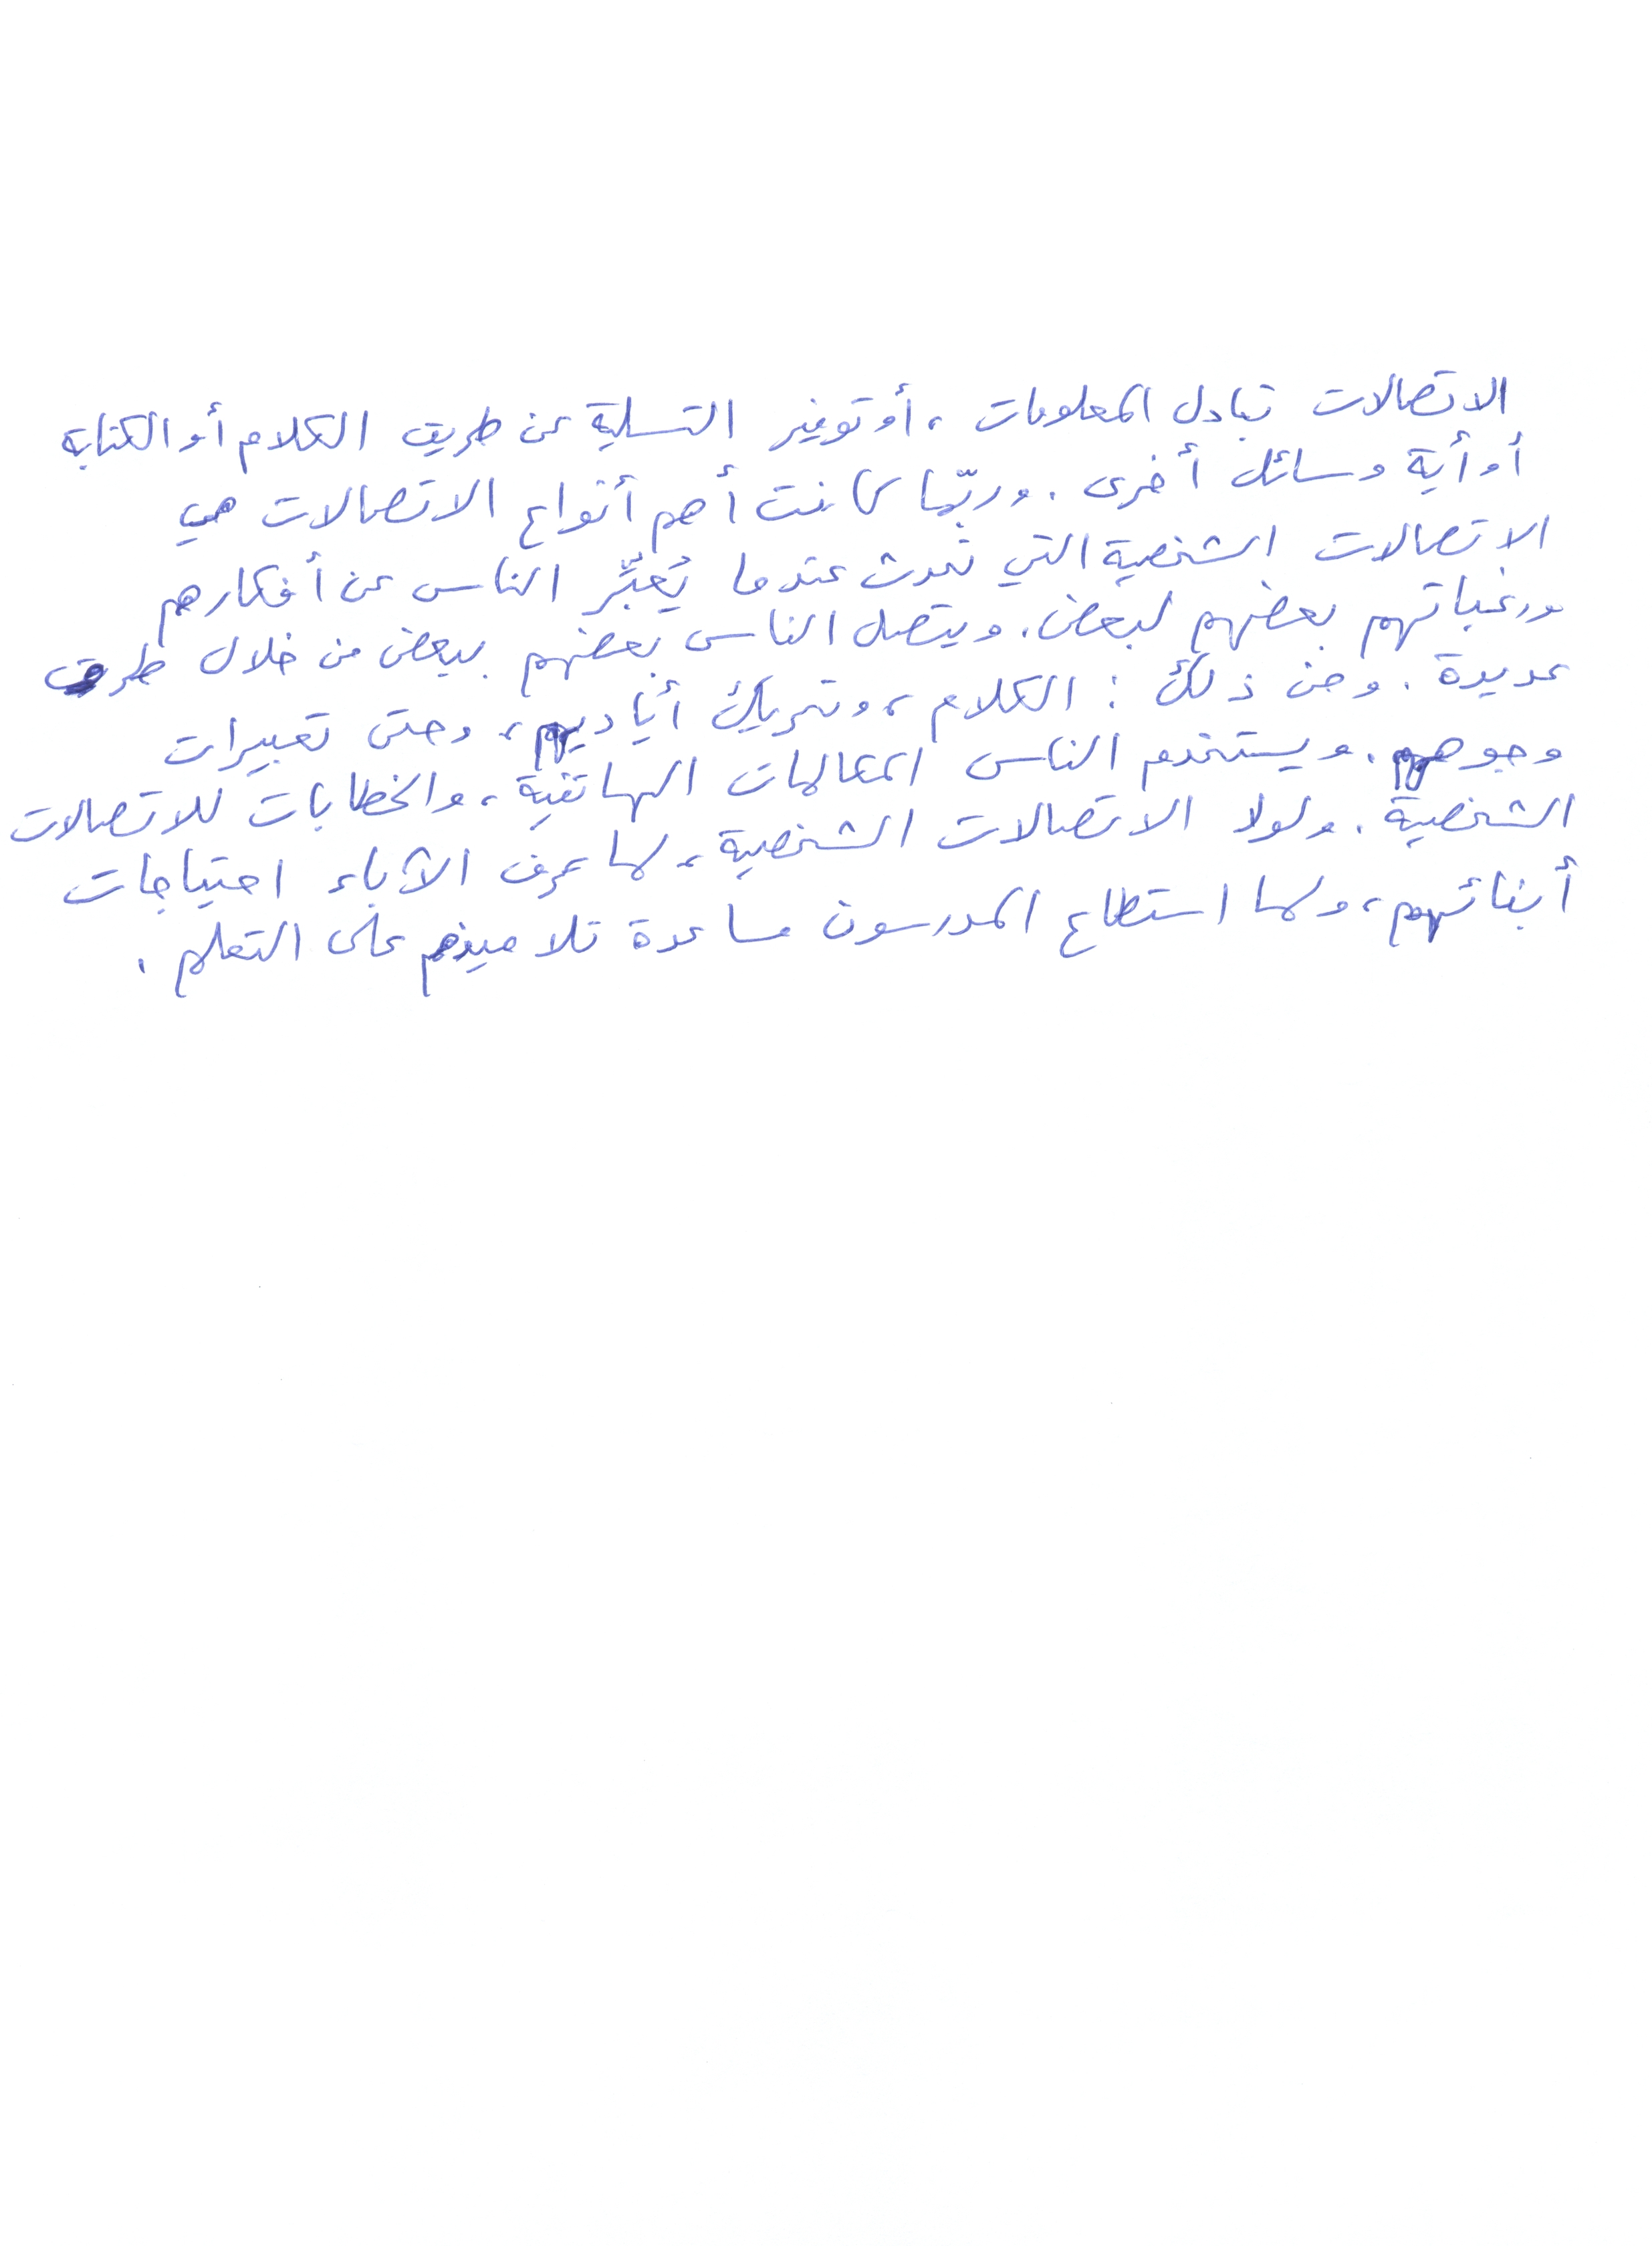 الاتصالات تبادل المعلومات، أو توفير التسلية عن طريق الكلام أو الكتابة
أو أية وسائل أخرى. وربّما كانت أهم أنواع الاتصالات هي
الاتصالات الشخصية التي تحدث عندما يُعبِّر الناس عن أفكارهم
ورغباتهم بعضهم لبعض. ويتصل الناس بعضهم ببعض من خلال طرق
عديدة. ومن ذلك: الكلام، وتحريك أياديهم، وحتى تعبيرات
وجوههم. ويستخدم الناس المكالمات الهاتفية، والخطابات للاتصالات
الشخصية. ولولا الاتصالات الشخصية، لما عرف الآباء احتياجات
أبنائهم، ولما استطاع المدرسون مساعدة تلاميذهم على التعلم.